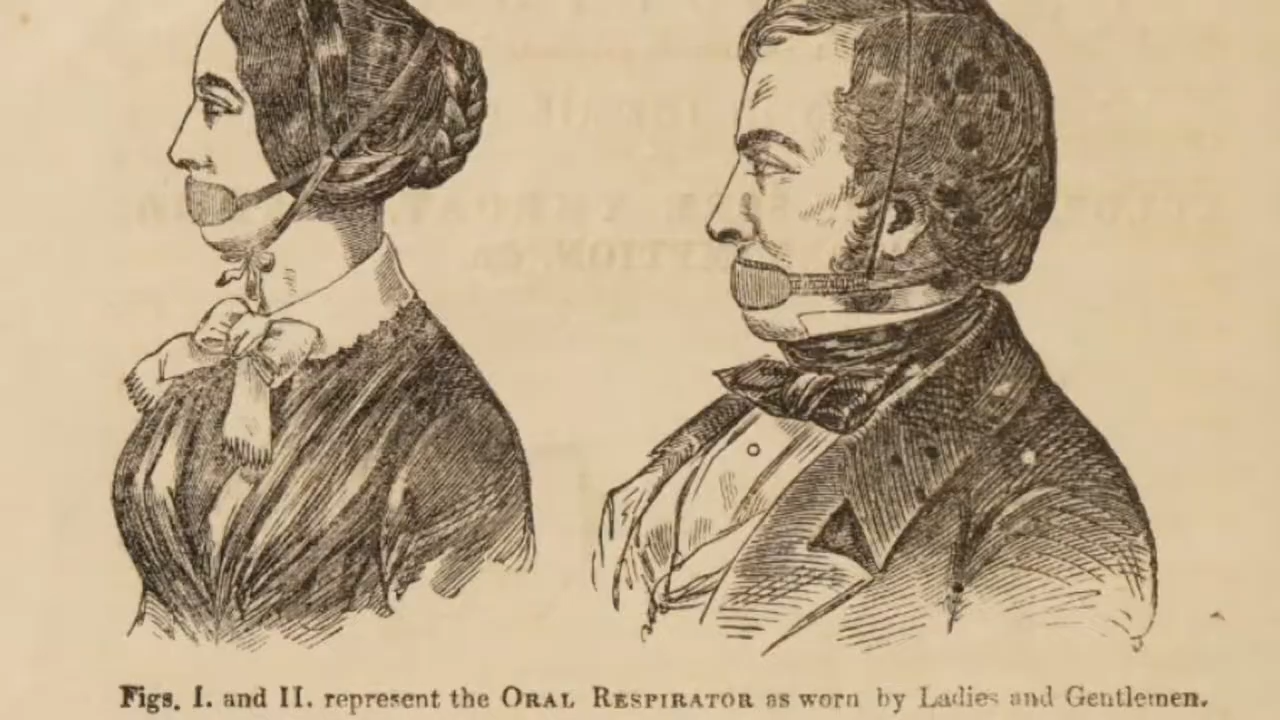 Figs. I. and II. represent the ORAL RESPIRATOR as worn by Ladies and Gentlemen.